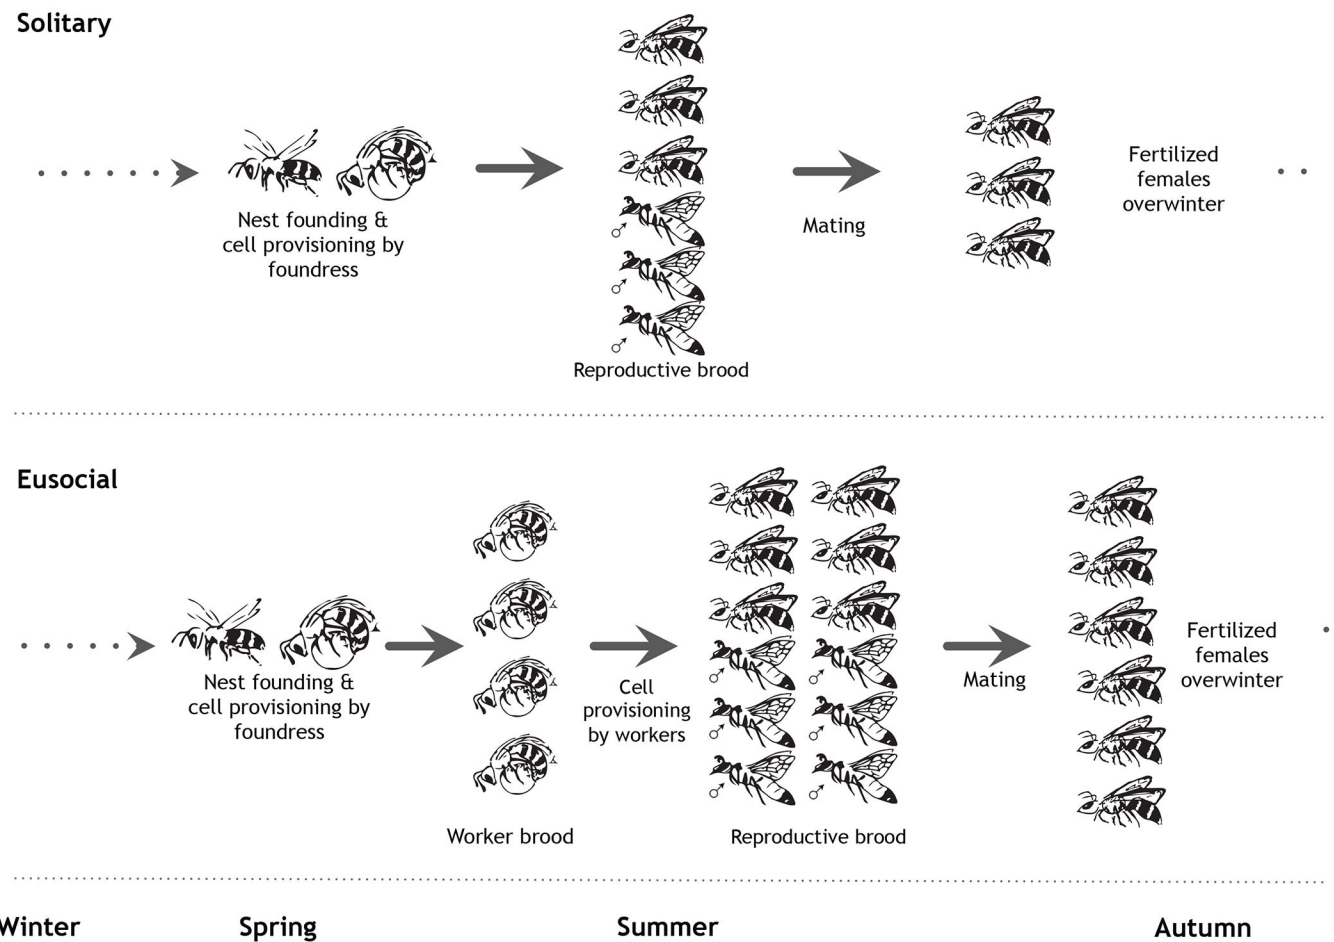 Solitary
Nest founding &
cell provisioning by
foundress
Reproductive brood
Mating
Fertilized
females
overwinter
Eusocial
Nest founding &
cell provisioning by
foundress
Worker brood
Cell
provisioning
by workers
Reproductive brood
Mating
Fertilized
females
overwinter
Winter
Spring
Summer
Autumn